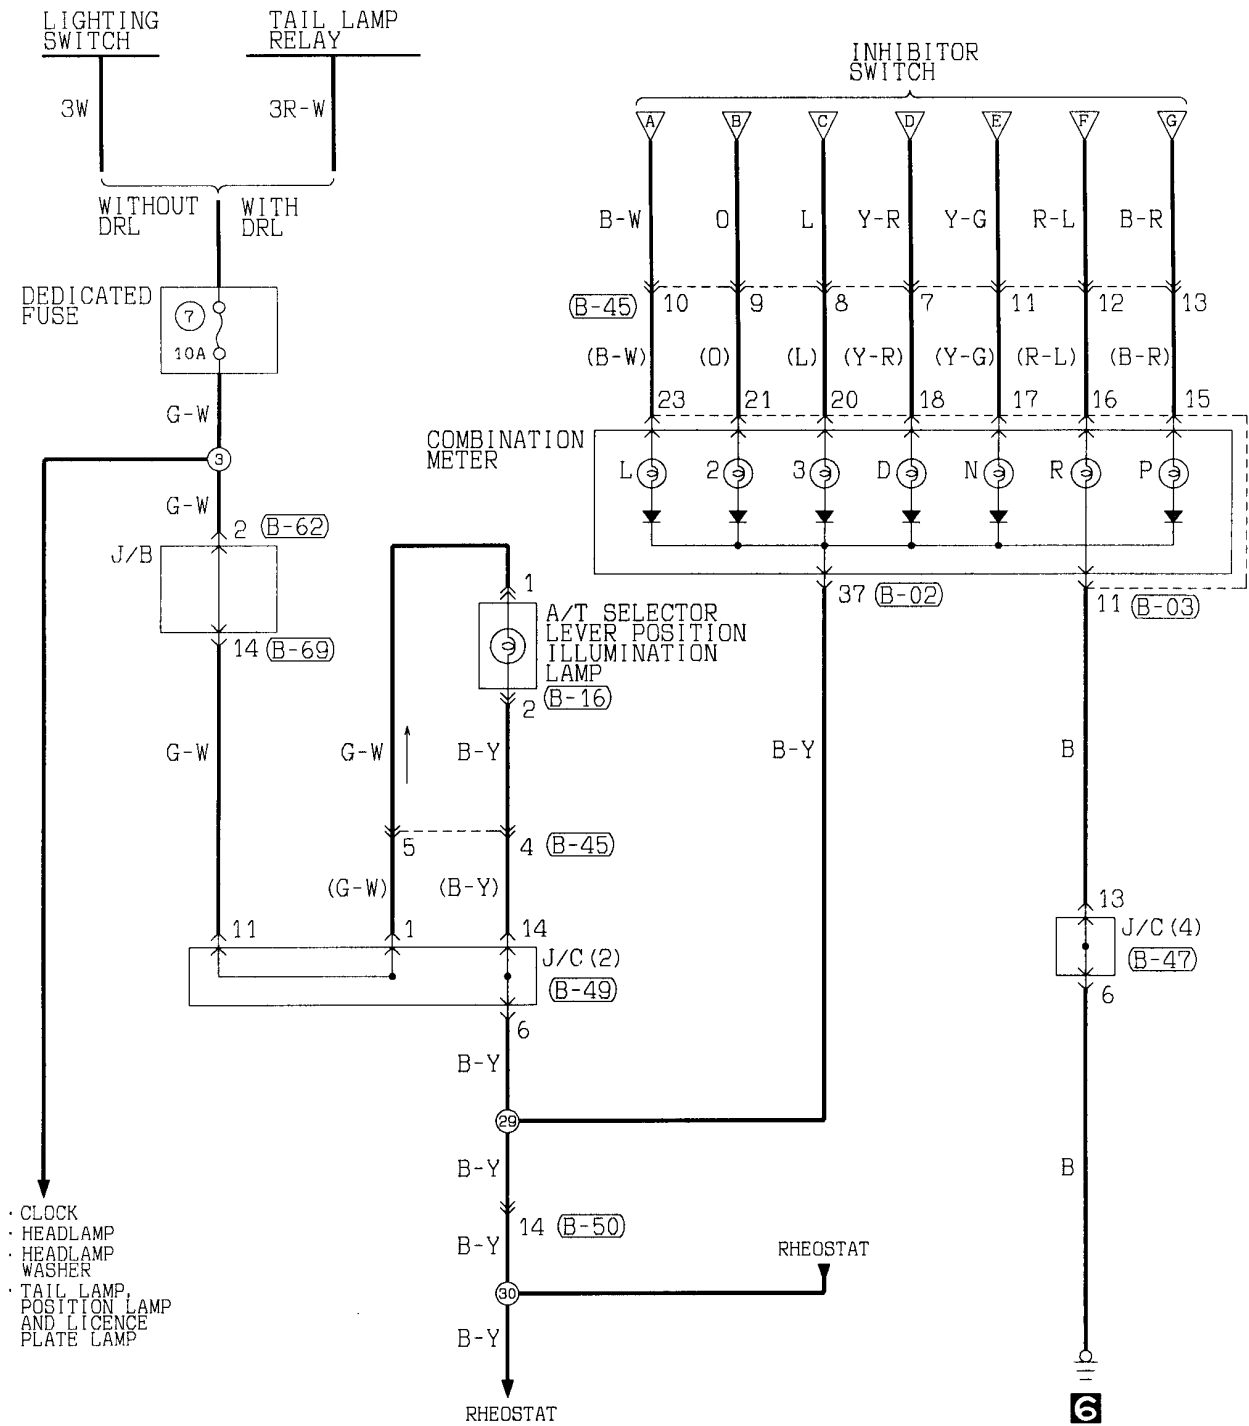 LIGHTING
SWITCH
TAIL LAMP
RELAY
INHIBITOR
SWITCH
3W
3R-W
A
B
C
D
E
F
G
WITHOUT
DRL
WITH
DRL
B-W
O
L
Y-R
Y-G
R-L
B-R
DEDICATED
FUSE
7
10A
B-45
10
9
8
7
11
12
13
(B-W)
(O)
(L)
(Y-R)
(Y-G)
(R-L)
(B-R)
G-W
23
21
20
18
17
16
15
COMBINATION
METER
3
L
2
3
D
N
R
P
G-W
2
B-62
J/B
1
37
B-02
11
B-03
A/T SELECTOR
LEVER POSITION
ILLUMINATION
LAMP
B-16
14
B-69
2
G-W
G-W
B-Y
B-Y
B
5
4
B-45
(G-W)
(B-Y)
11
1
14
13
J/C(2)
B-49
J/C(4)
B-47
6
6
B-Y
29
B-Y
B
14
B-50
B-Y
RHEOSTAT
30
B-Y
· CLOCK
· HEADLAMP
· HEADLAMP
WASHER
· TAIL LAMP,
POSITION LAMP
AND LICENCE
PLATE LAMP
RHEOSTAT
6